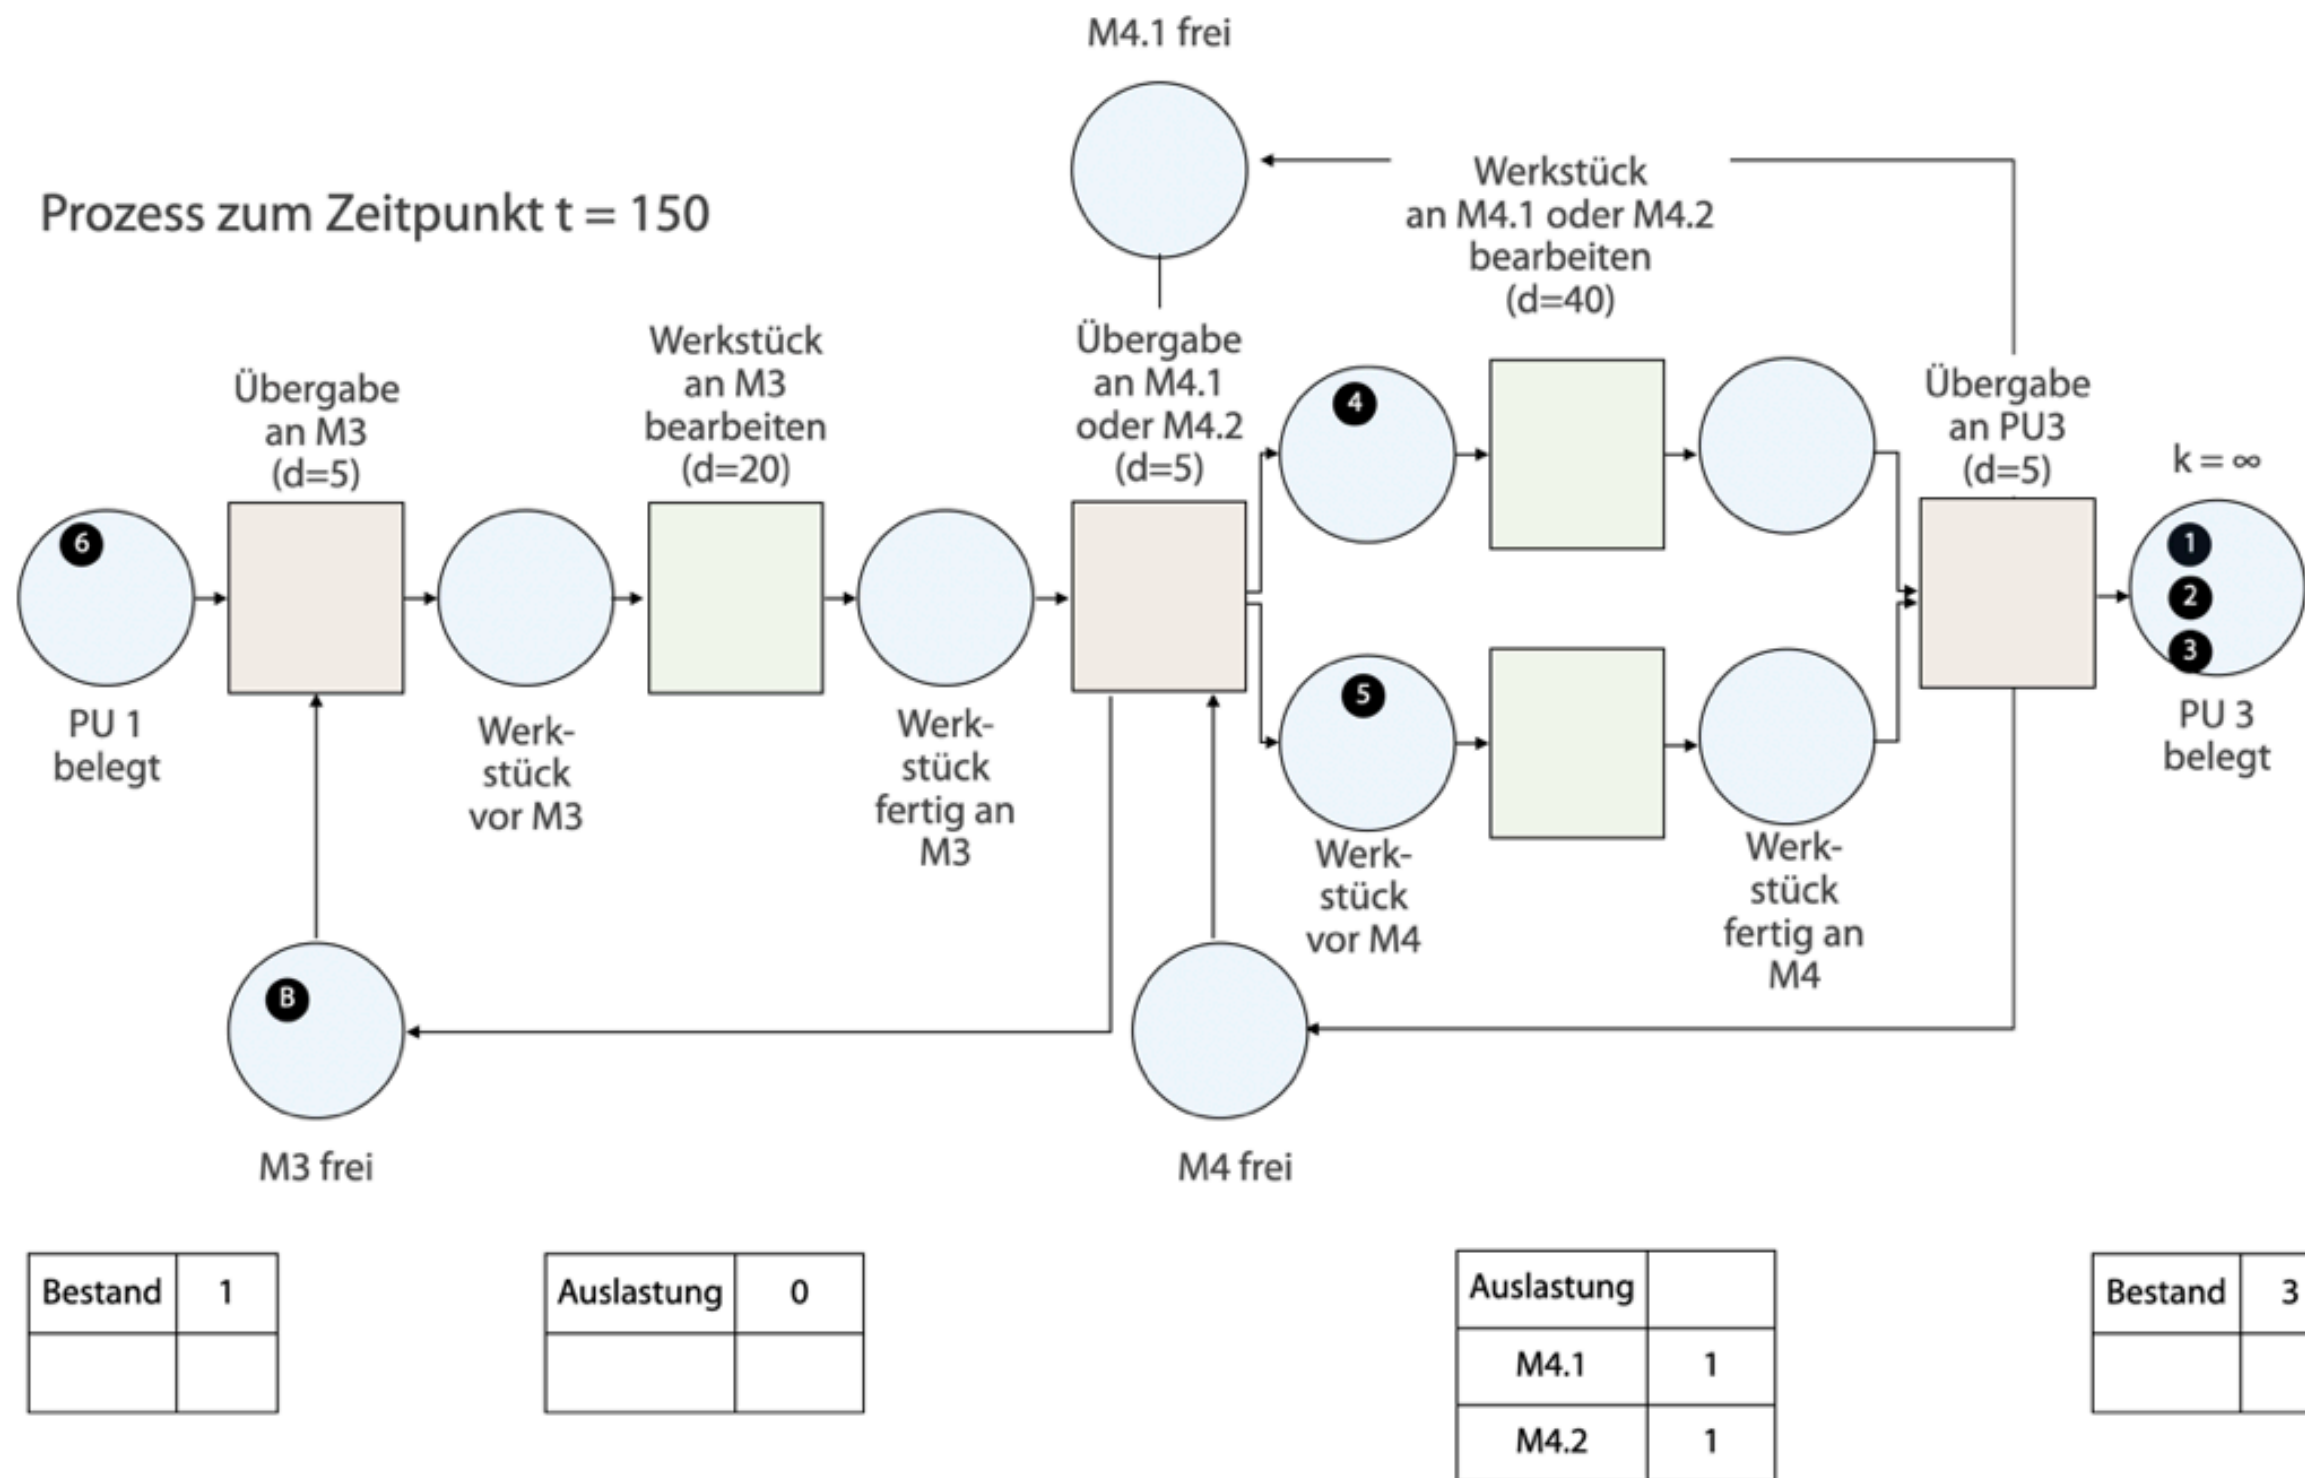 M4.1 frei
Prozess zum Zeitpunkt t = 150
Werkstück
an M4.1 oder M4.2
bearbeiten
(d=40)
Übergabe
an M3
(d=5)
Werkstück
an M3
bearbeiten
(d=20)
Übergabe
an M4.1
oder M4.2
(d=5)
Übergabe
an PU3
(d=5)
k = ∞
4
6
1
2
3
5
PU 1
belegt
Werk-
stück
vor M3
Werk-
stück
fertig an
M3
Werk-
stück
vor M4
Werk-
stück
fertig an
M4
PU 3
belegt
B
M3 frei
M4 frei
Bestand 1
Auslastung 0
Auslastung
M4.1 1
M4.2 1
Bestand 3